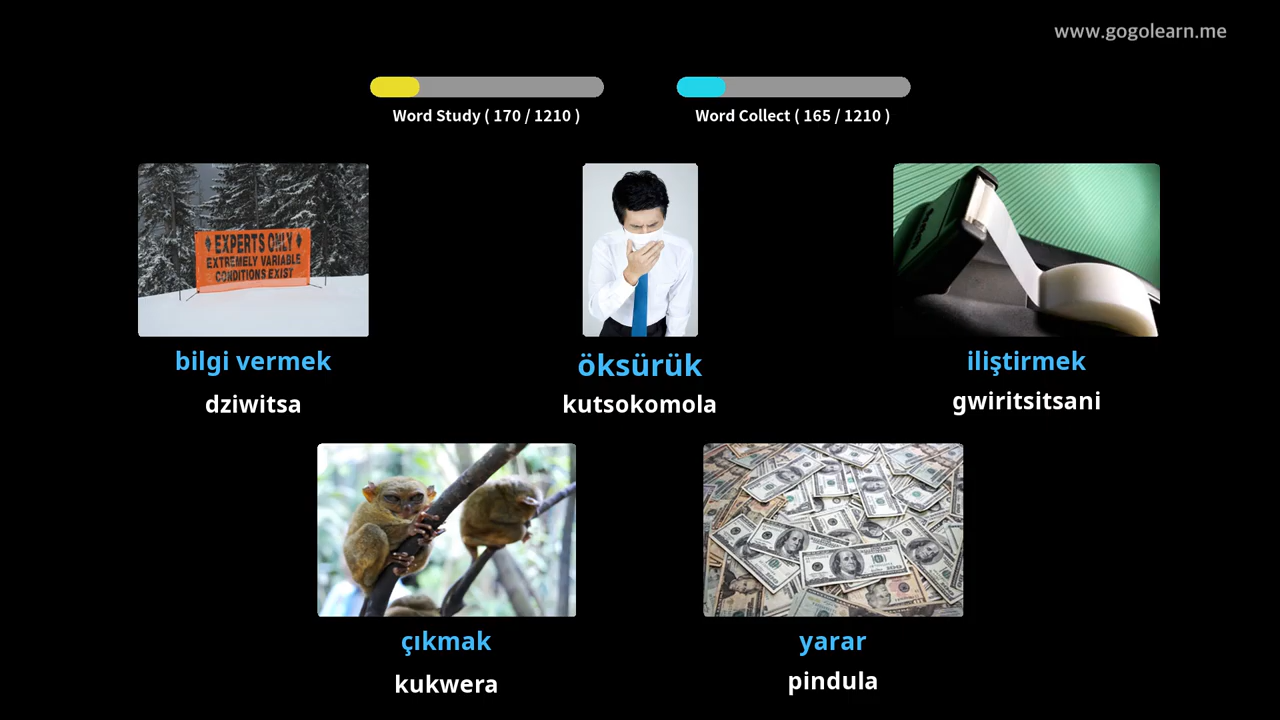 www.gogolearn.me
Word Study ( 170 / 1210 )
Word Collect ( 165 / 1210 )
EXPERTS ONLY
EXTREMELY VARIABLE
CONDITIONS EXIST
bilgi vermek
dziwitsa
öksürük
kutsokomola
iliştirmek
gwiritsitsani
çıkmak
kukwera
yarar
pindula